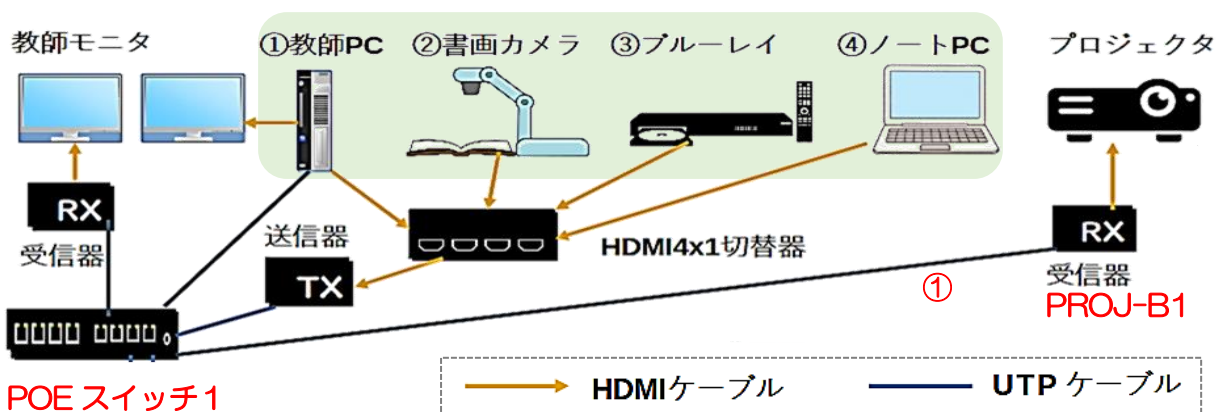 教師モニタ
①教師PC
②書画カメラ
③ブルーレイ
④ノートPC
プロジェクタ
RX
受信器
送信器
TX
HDMI4x1切替器
RX
受信器
PROJ-B1
①
POE スイッチ1
HDMIケーブル
UTP ケーブル